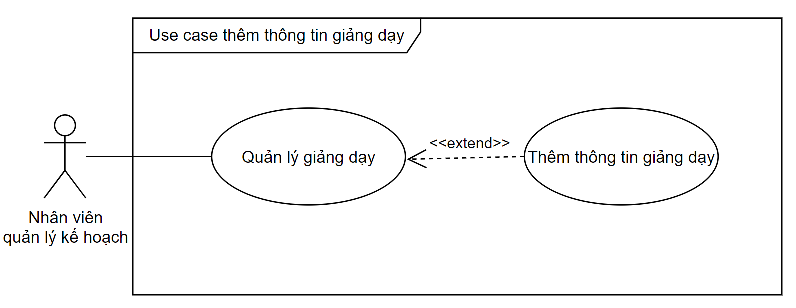 Use case thêm thông tin giảng dạy
Quản lý giảng dạy
<<extend>>
Thêm thông tin giảng dạy
Nhân viên
quản lý kế hoạch